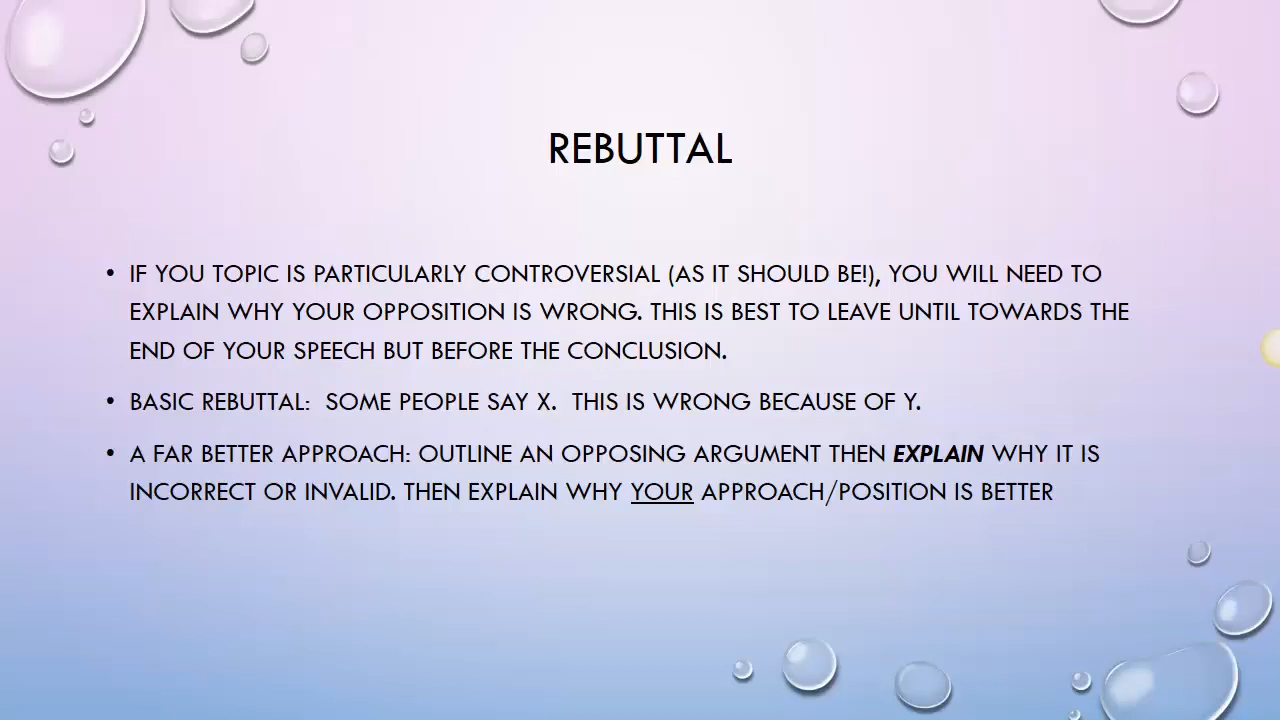 REBUTTAL
• IF YOU TOPIC IS PARTICULARLY CONTROVERSIAL (AS IT SHOULD BE!), YOU WILL NEED TO
EXPLAIN WHY YOUR OPPOSITION IS WRONG. THIS IS BEST TO LEAVE UNTIL TOWARDS THE
END OF YOUR SPEECH BUT BEFORE THE CONCLUSION.
• BASIC REBUTTAL:  SOME PEOPLE SAY X.  THIS IS WRONG BECAUSE OF Y.
• A FAR BETTER APPROACH: OUTLINE AN OPPOSING ARGUMENT THEN EXPLAIN WHY IT IS
INCORRECT OR INVALID. THEN EXPLAIN WHY YOUR APPROACH/POSITION IS BETTER